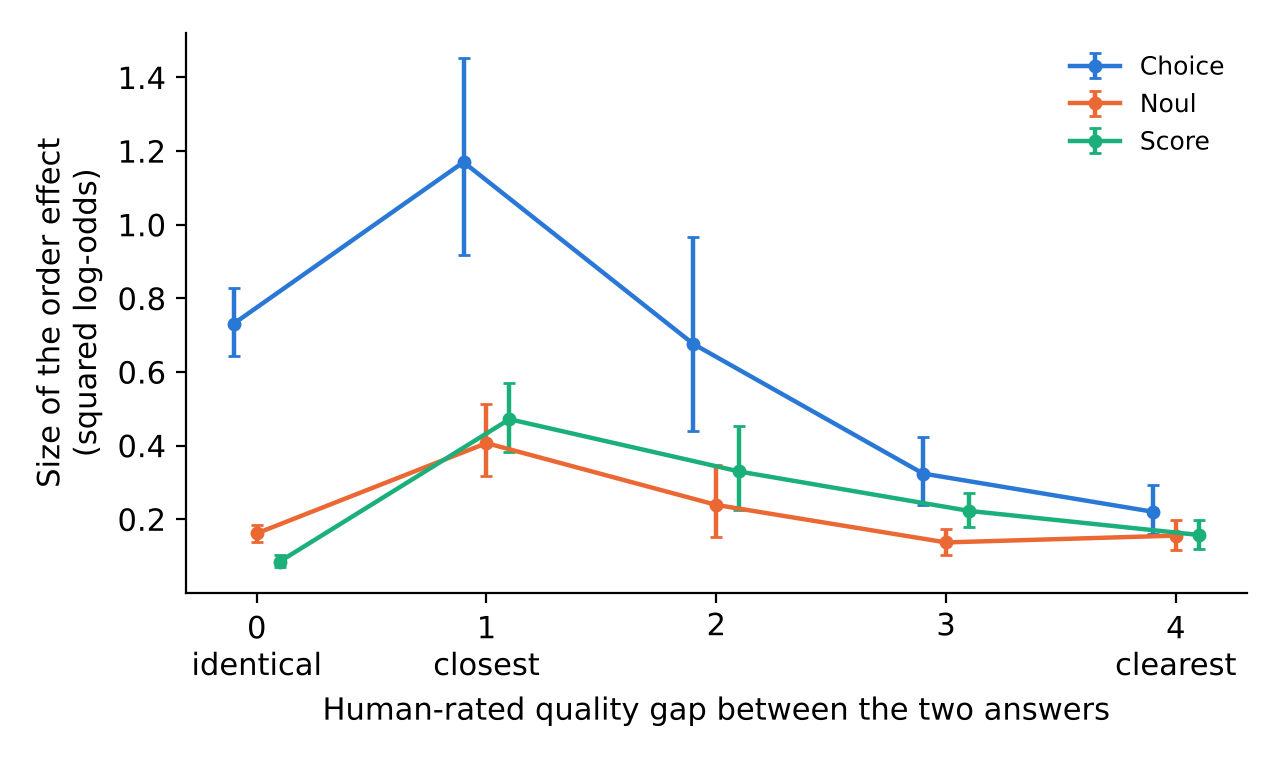 Size of the order effect
(squared log-odds)
1.4
1.2
1.0
0.8
0.6
0.4
0.2
Choice
Noul
Score
0 1 2 3 4
identical closest clearest
Human-rated quality gap between the two answers